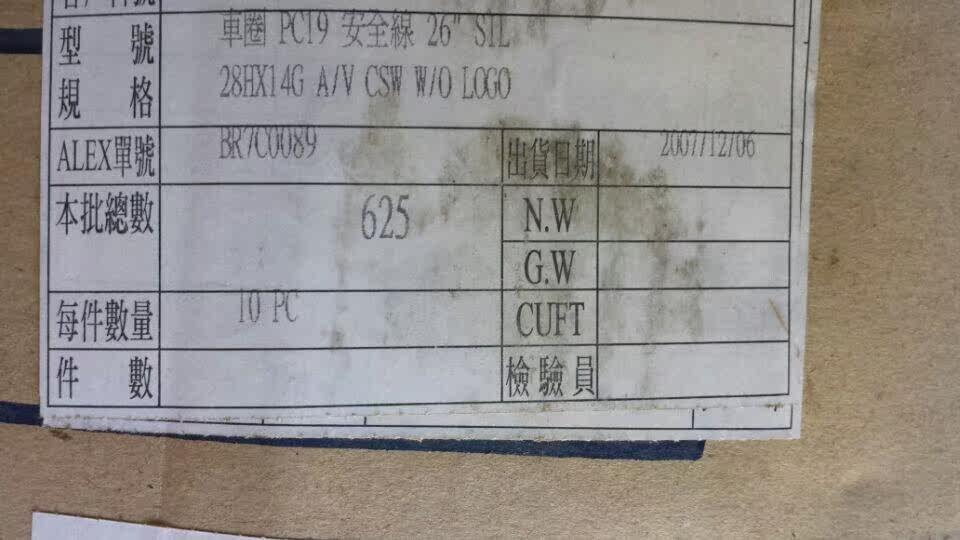 型 號 車圈 PC19 安全線 26" SIL
規 格 28HX14G A/V CSW W/O LOGO
ALEX單號 BR7C0089 出貨日期 2007/12/06
本批總數 625 N.W
G.W
每件數量 10 PC CUFT
件 數 檢驗員